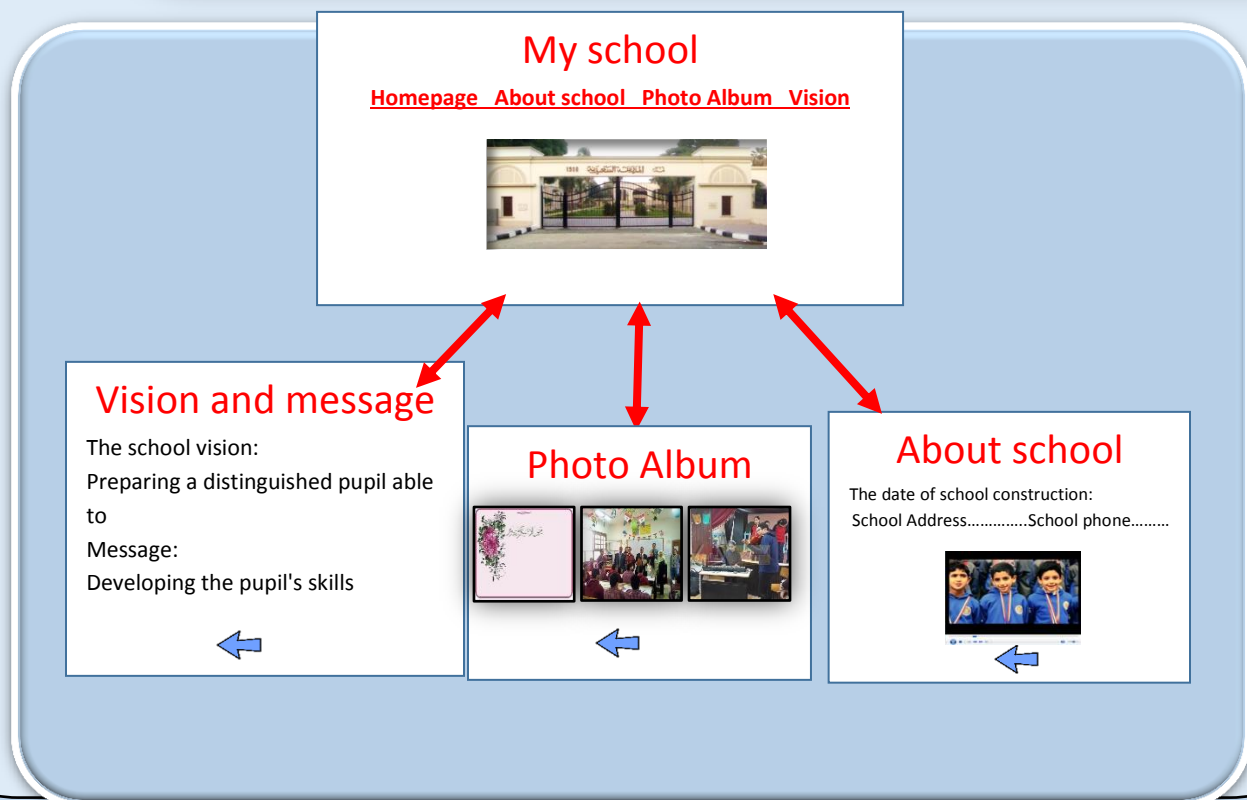 My school
Homepage About school Photo Album Vision
1910
Vision and message
The school vision:
Preparing a distinguished pupil able
to
Message:
Developing the pupil's skills
Photo Album
About school
The date of school construction:
School Address…………..School phone………